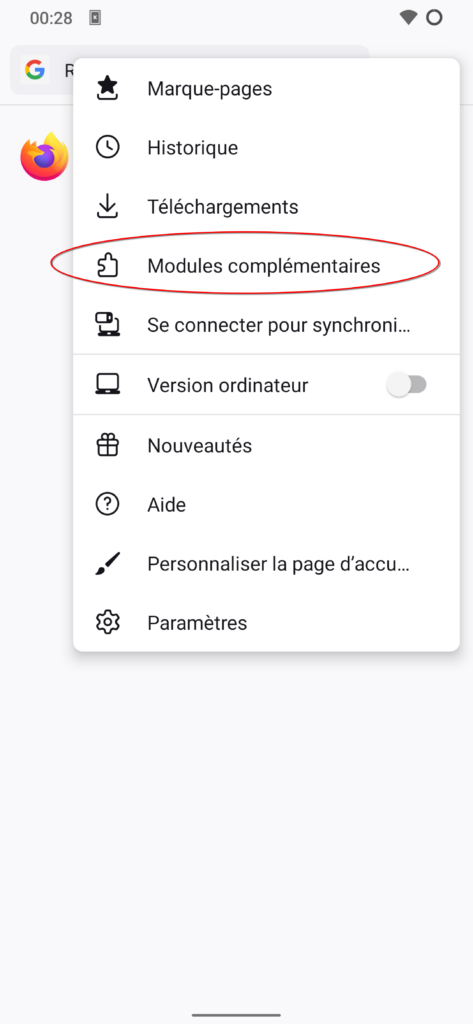 00:28
R
Marque-pages
Historique
Téléchargements
Modules complémentaires
Se connecter pour synchroni...
Version ordinateur
Nouveautés
Aide
Personnaliser la page d’accu...
Paramètres